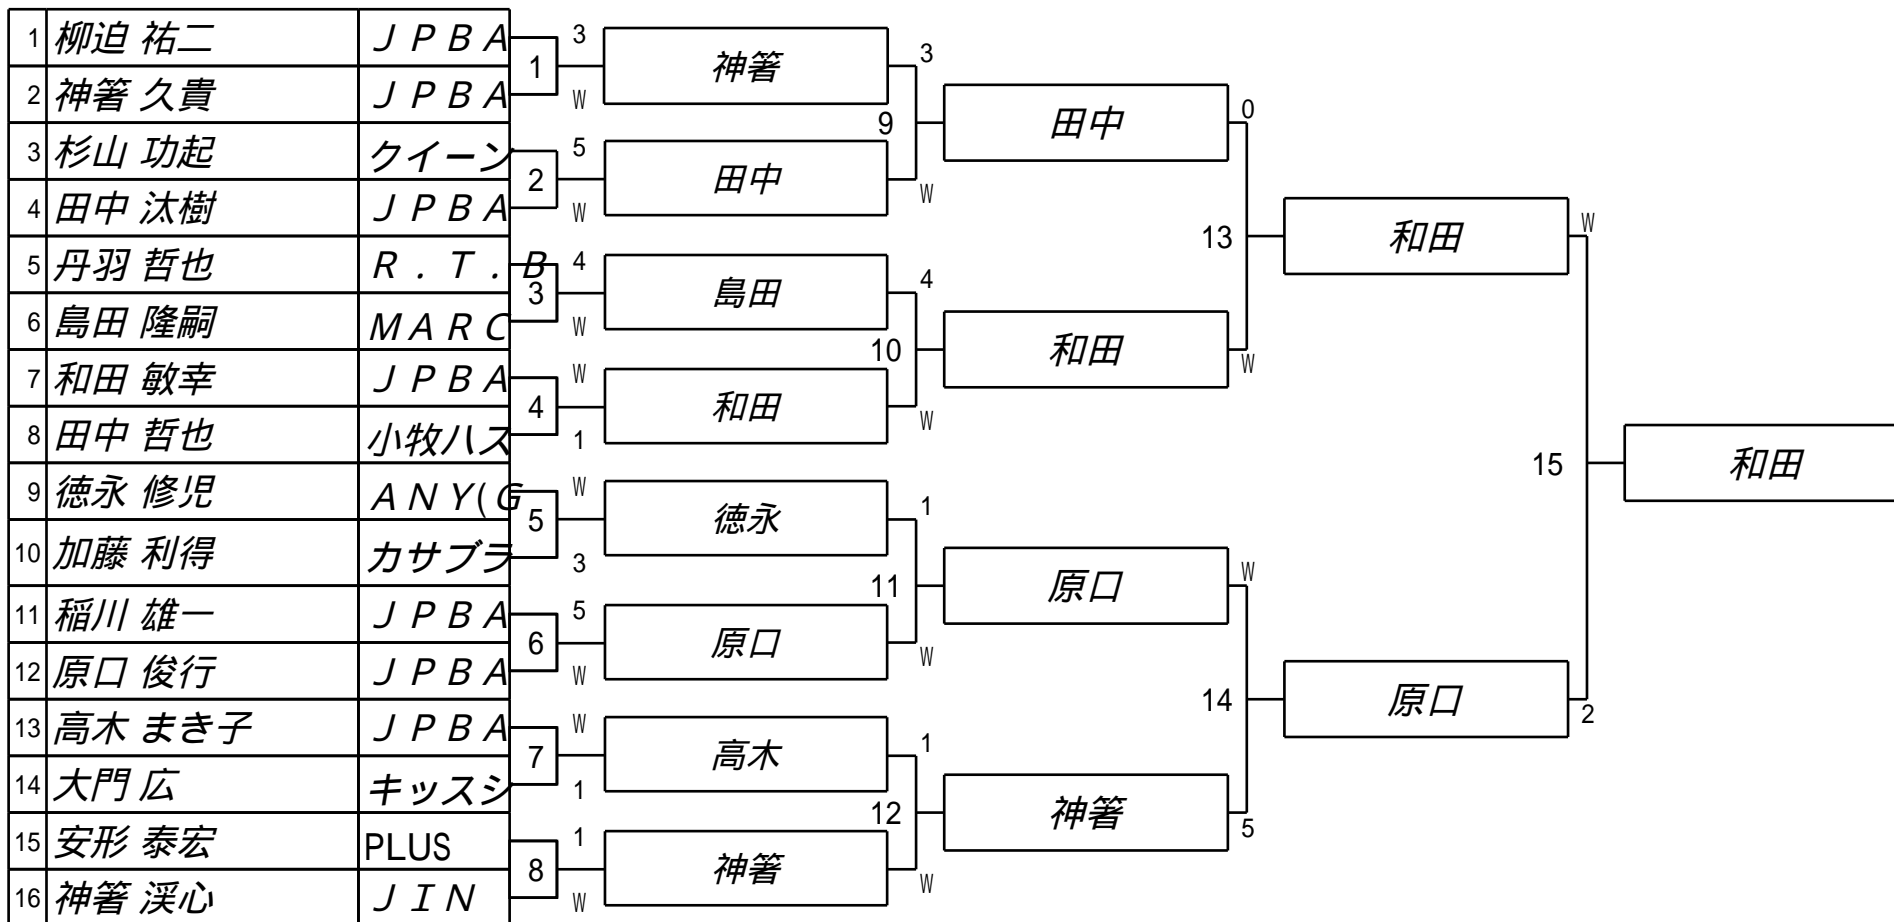 1 柳迫 祐二 ＪＰＢＡ
2 神箸 久貴 ＪＰＢＡ
3 杉山 功起 クイーン
4 田中 汰樹 ＪＰＢＡ
5 丹羽 哲也 Ｒ．Ｔ．Ｂ
6 島田 隆嗣 ＭＡＲＣ
7 和田 敏幸 ＪＰＢＡ
8 田中 哲也 小牧ハス
9 徳永 修児 ＡＮＹ(Ｇ
10 加藤 利得 カサブラ
11 稲川 雄一 ＪＰＢＡ
12 原口 俊行 ＪＰＢＡ
13 高木 まき子 ＪＰＢＡ
14 大門 広 キッスシ
15 安形 泰宏 PLUS
16 神箸 渓心 ＪＩＮ
1 3 W
2 5 W
3 4 W
4 W 1
5 W 3
6 5 W
7 W 1
8 1 W
神箸 3
9
田中 W
島田 4
10
和田 W
徳永 1
11
原口 W
高木 1
12
神箸 W
田中 0
13
和田 W
原口 W
14
神箸 5
和田 W
15
原口 2
和田